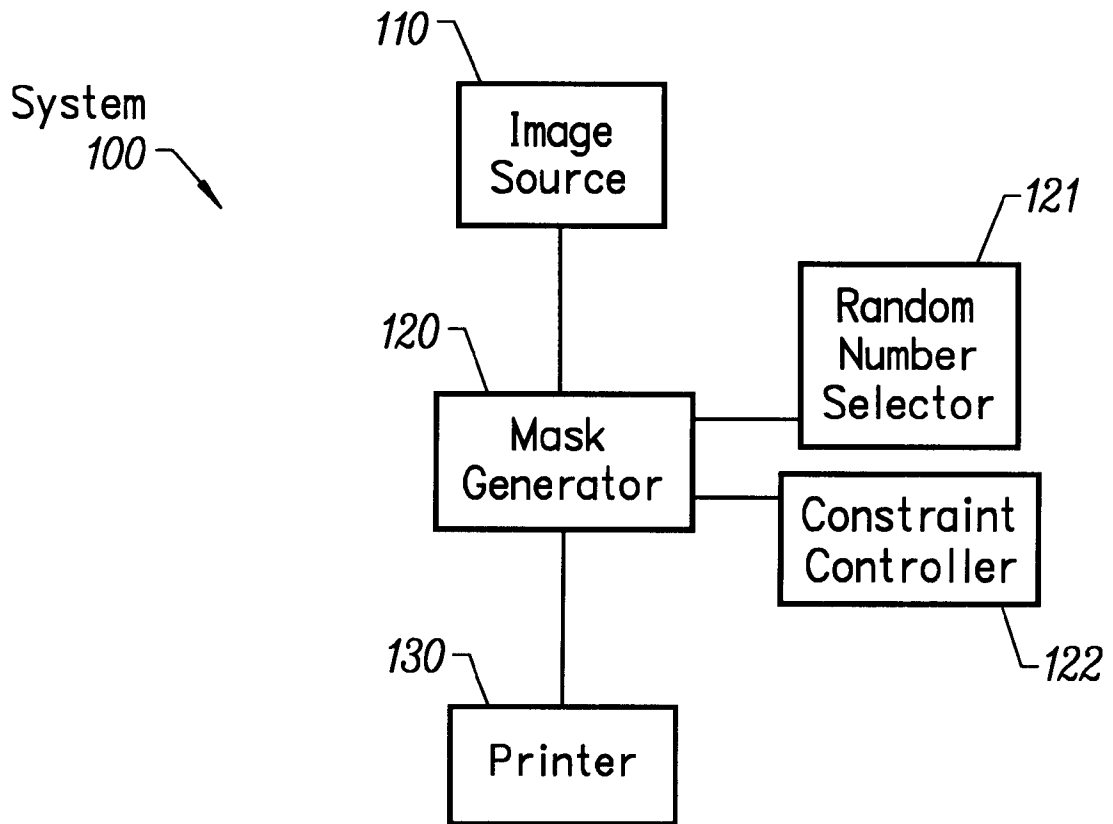 110
System
100
Image
Source
121
Random
Number
Selector
120
Mask
Generator
Constraint
Controller
122
130
Printer